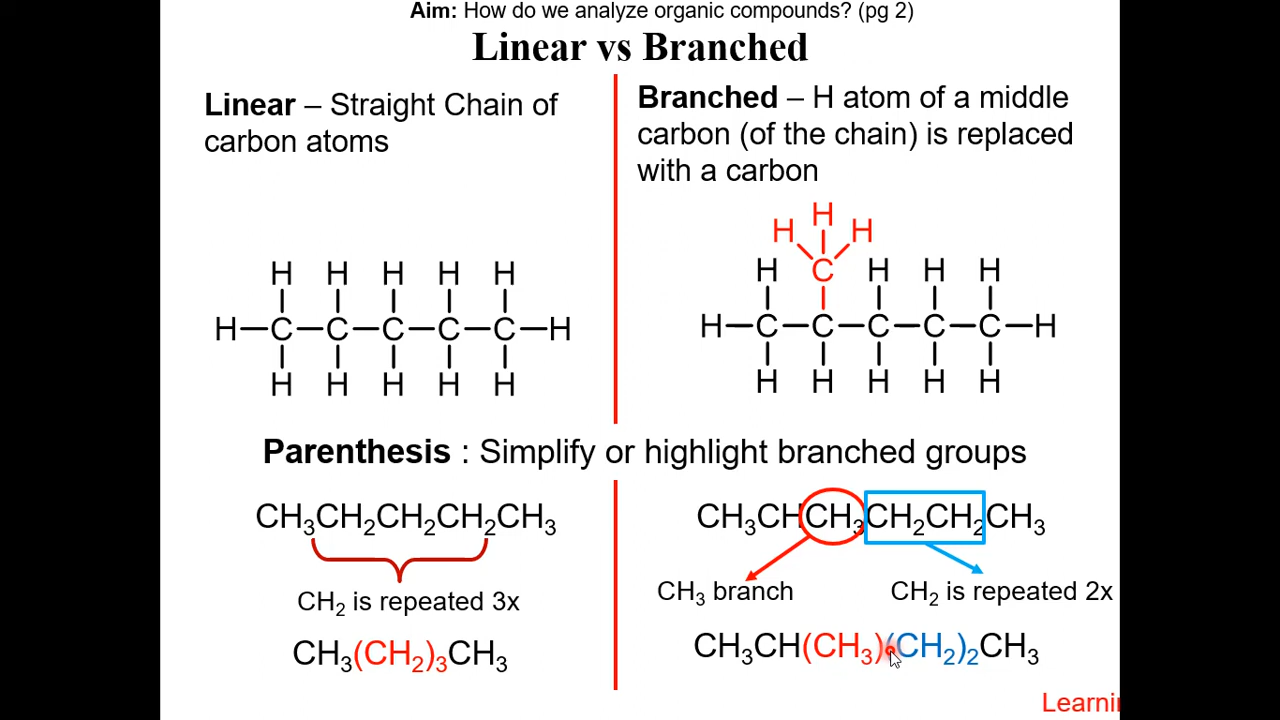 Aim: How do we analyze organic compounds? (pg 2)
Linear vs Branched
Linear – Straight Chain of
carbon atoms
H H H H H
H–C–C–C–C–C–H
H H H H H
Branched – H atom of a middle
carbon (of the chain) is replaced
with a carbon
H H H
H C H H H
H–C–C–C–C–C–H
H H H H H
Parenthesis : Simplify or highlight branched groups
CH₃CH₂CH₂CH₂CH₃
CH₂ is repeated 3x
CH₃(CH₂)₃CH₃
CH₃CHCH₃CH₂CH₂CH₃
CH₃ branch
CH₂ is repeated 2x
CH₃CH(CH₃)(CH₂)₂CH₃